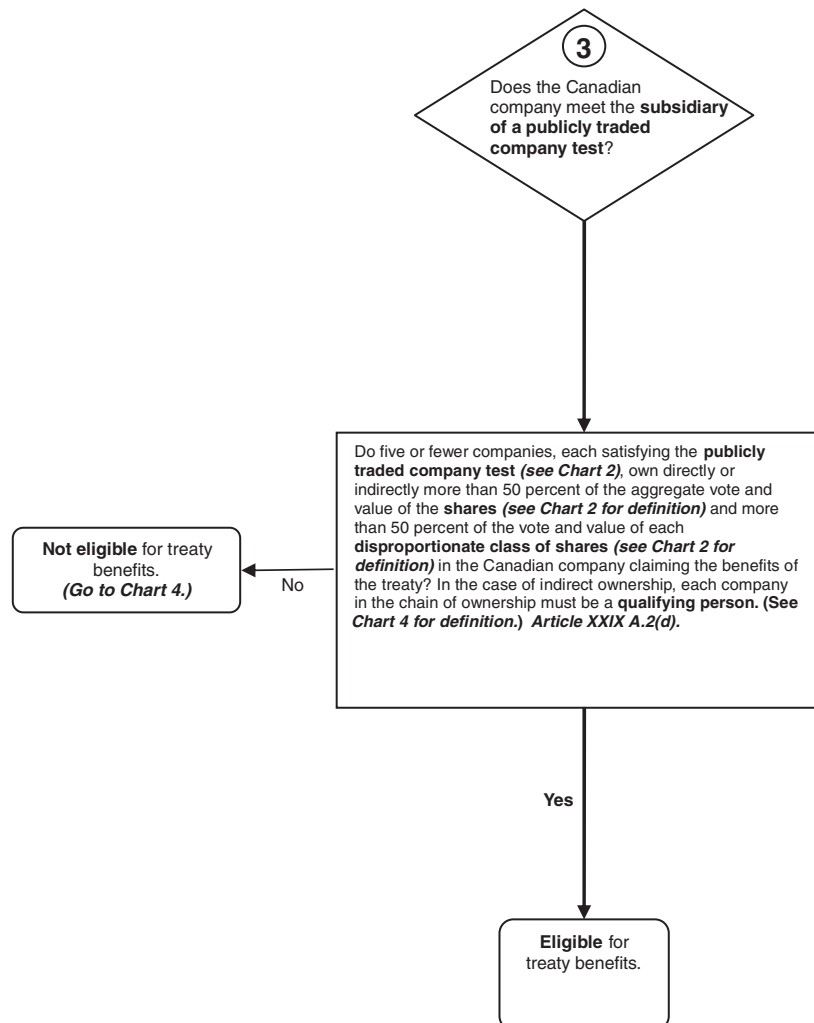 3
Does the Canadian
company meet the subsidiary
of a publicly traded
company test?
Do five or fewer companies, each satisfying the publicly
traded company test (see Chart 2), own directly or
indirectly more than 50 percent of the aggregate vote and
value of the shares (see Chart 2 for definition) and more
than 50 percent of the vote and value of each
disproportionate class of shares (see Chart 2 for
definition) in the Canadian company claiming the benefits of
the treaty? In the case of indirect ownership, each company
in the chain of ownership must be a qualifying person. (See
Chart 4 for definition.) Article XXIX A.2(d).
No
Not eligible for treaty
benefits.
(Go to Chart 4.)
Yes
Eligible for
treaty benefits.